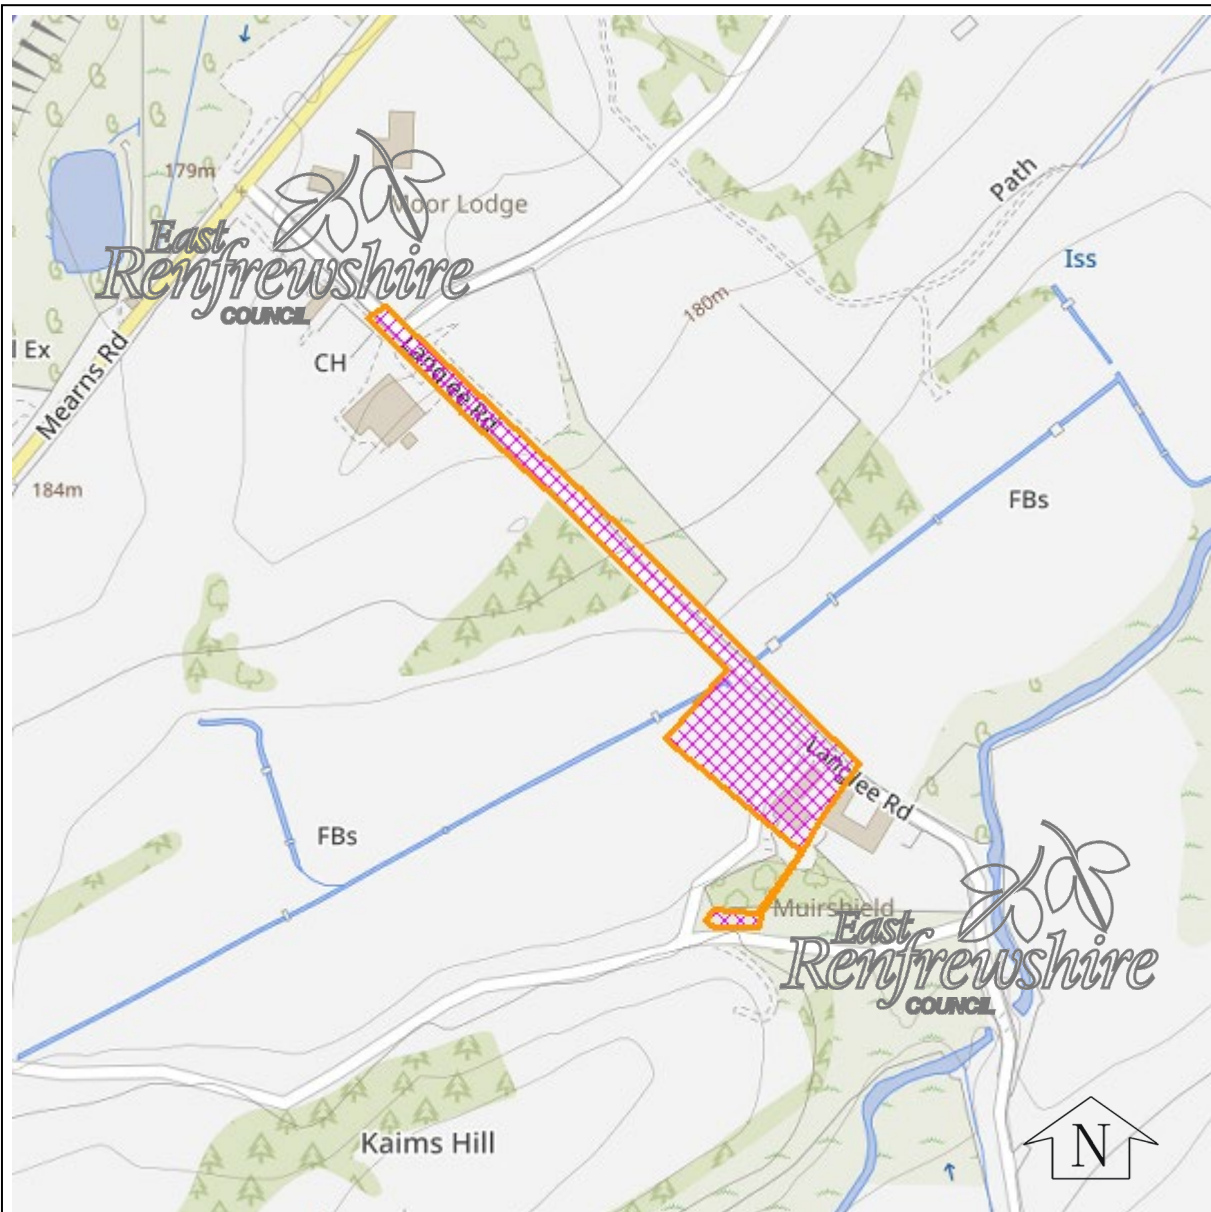 179m
Moor Lodge
East
Renfrewshire
COUNCIL
Path
Iss
180m
l Ex
CH
Langlee Rd
Mearns Rd
184m
FBs
Langlee Rd
FBs
Muirshield
East
Renfrewshire
COUNCIL
Kaims Hill
N